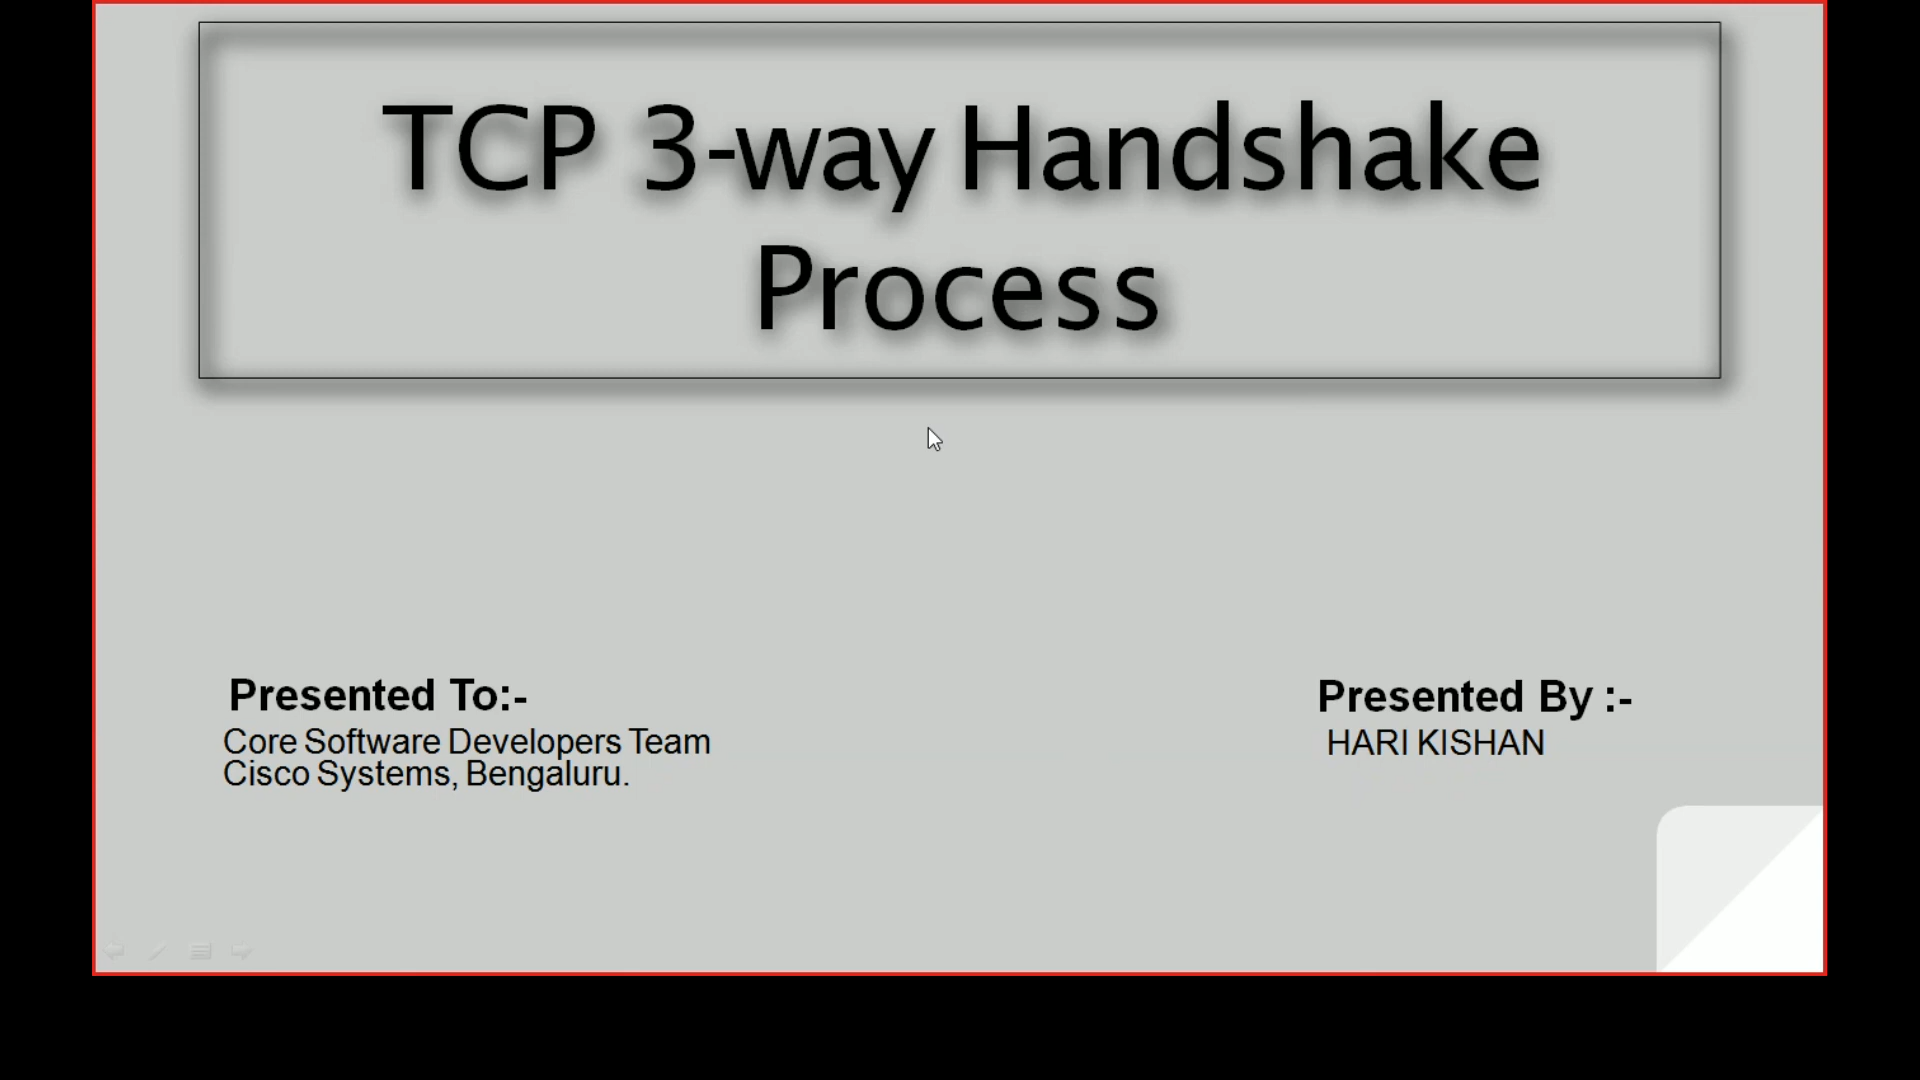 TCP 3-way Handshake
Process
Presented To:-
Core Software Developers Team
Cisco Systems, Bengaluru.
Presented By :-
HARI KISHAN